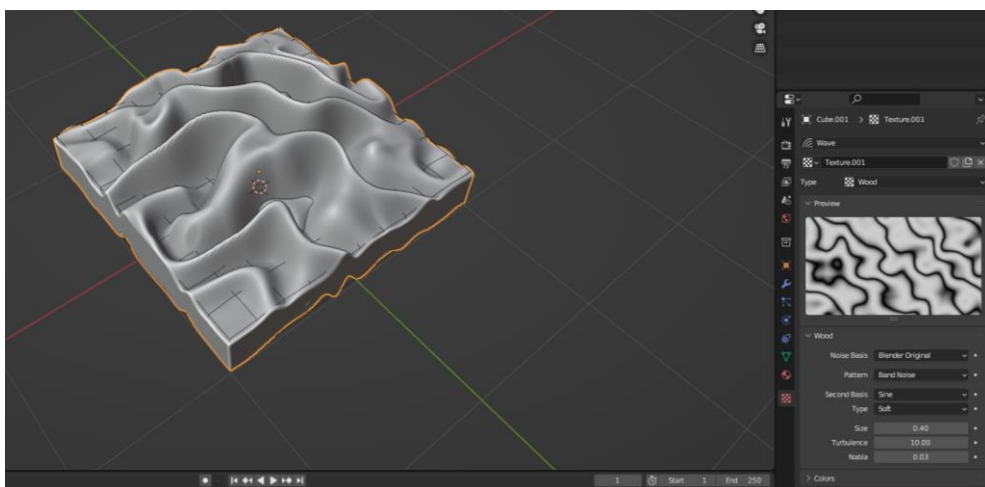 Cube.001 > Texture.001
Wave
Texture.001
Type Wood
Preview
Wood
Noise Basis Blender Original
Pattern Band Noise
Second Basis Sine
Type Soft
Size 0.40
Turbulence 10.00
Nabla 0.03
Colors
1 Start 1 End 250